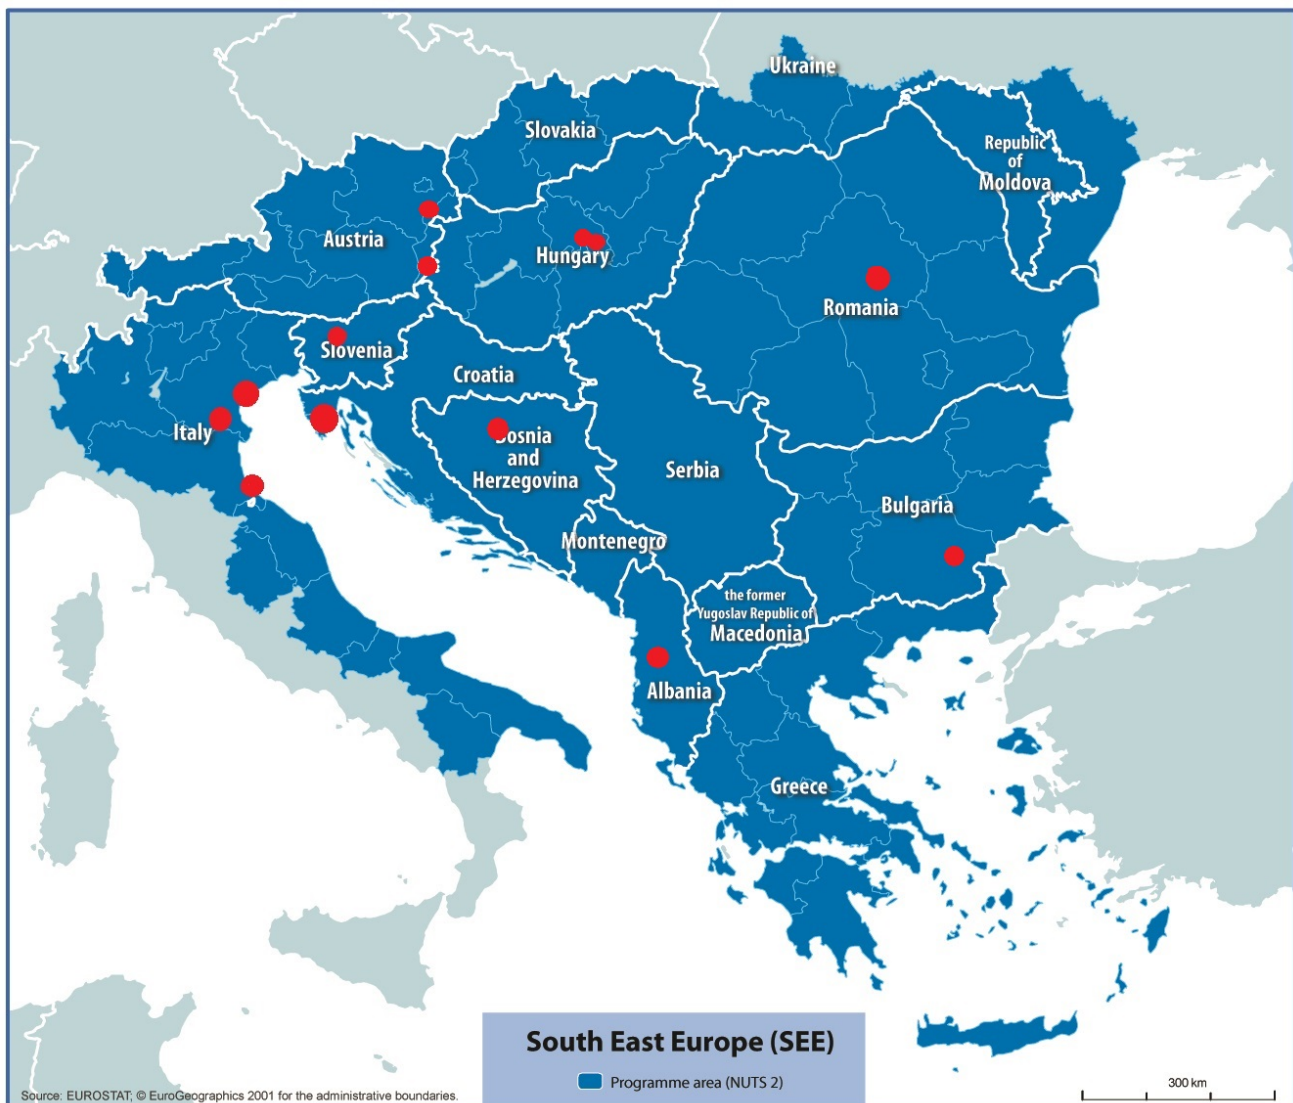 Ukraine
Slovakia
Republic
of
Moldova
Austria
Hungary
Romania
Slovenia
Croatia
Italy
Bosnia
and
Herzegovina
Serbia
Bulgaria
Montenegro
the former
Yugoslav Republic of
Macedonia
Albania
Greece
South East Europe (SEE)
Programme area (NUTS 2)
300 km
Source: EUROSTAT; © EuroGeographics 2001 for the administrative boundaries.